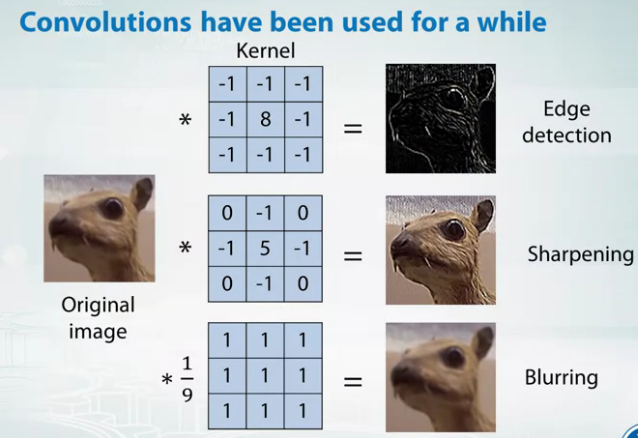 Convolutions have been used for a while
Kernel
-1 -1 -1
* -1 8 -1 =
-1 -1 -1
Edge
detection
0 -1 0
* -1 5 -1 =
0 -1 0
Sharpening
Original
image
1 1 1
* 1/9 1 1 1 =
1 1 1
Blurring